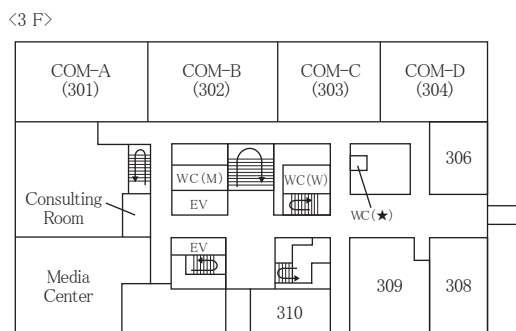 <3 F>
COM-A
(301)
COM-B
(302)
COM-C
(303)
COM-D
(304)
306
WC(M)
WC(W)
EV
WC(★)
Consulting
Room
EV
Media
Center
309
308
310